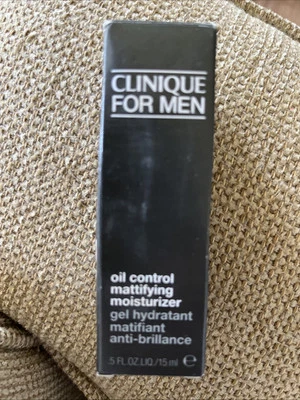 CLINIQUE
FOR MEN
oil control
mattifying
moisturizer
gel hydratant
matifiant
anti-brillance
.5 FL.OZ.LIQ./15 ml ℮